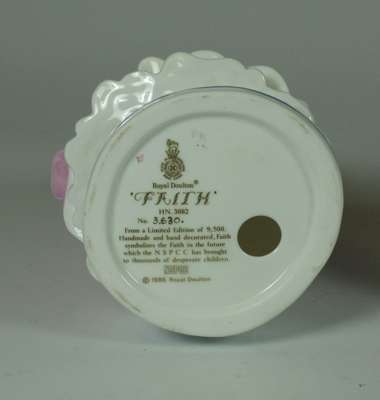 Royal Doulton®
'FAITH'
HN. 3082
No. 3630.
From a Limited Edition of 9,500.
Handmade and hand decorated, Faith
symbolises the Faith in the future
which the N S P C C has brought
to thousands of desperate children.
© 1986 Royal Doulton